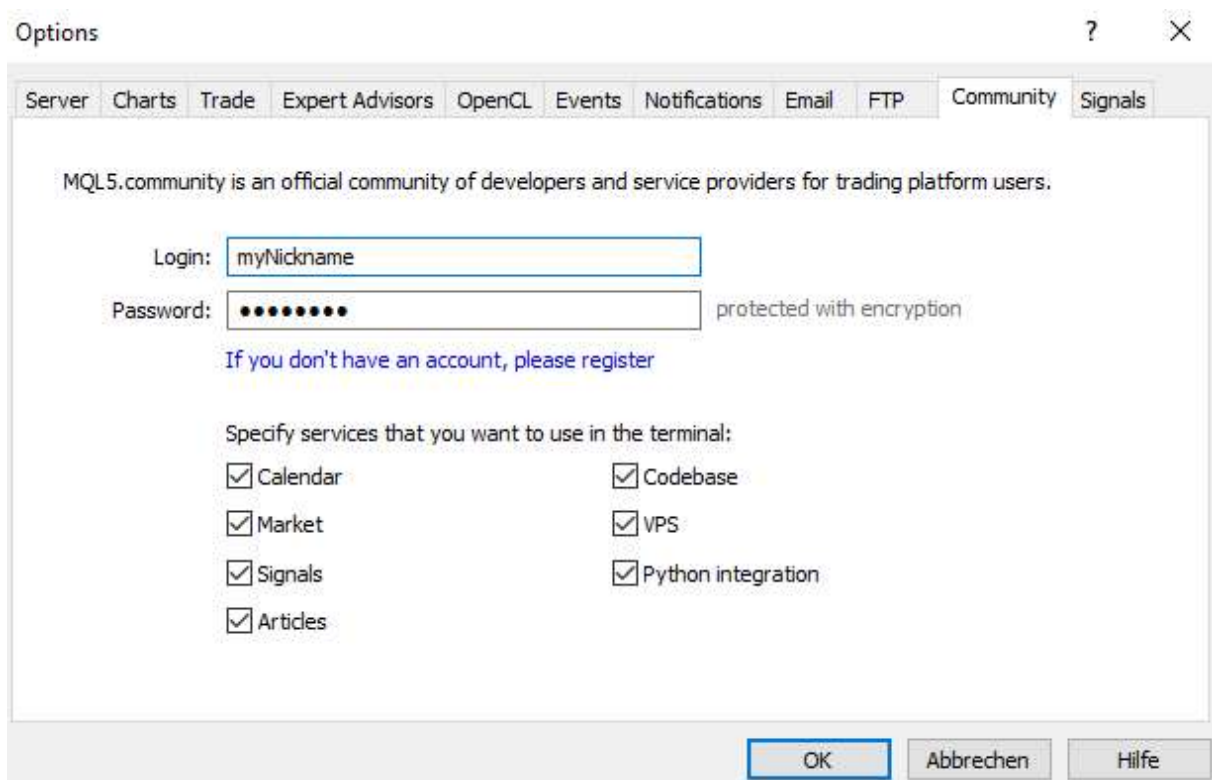 Options ?
Server Charts Trade Expert Advisors OpenCL Events Notifications Email FTP Community Signals
MQL5.community is an official community of developers and service providers for trading platform users.
Login: myNickname
Password: ●●●●●●●● protected with encryption
If you don't have an account, please register
Specify services that you want to use in the terminal:
Calendar Codebase
Market VPS
Signals Python integration
Articles
OK Abbrechen Hilfe